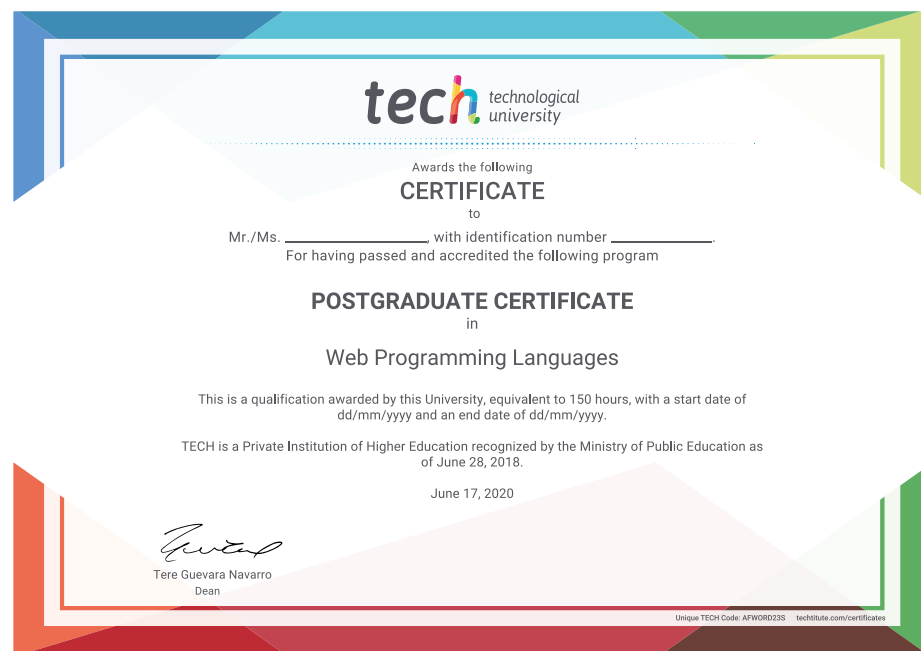 tech technological
university
Awards the following
CERTIFICATE
to
Mr./Ms. ____________________, with identification number ______________.
For having passed and accredited the following program
POSTGRADUATE CERTIFICATE
in
Web Programming Languages
This is a qualification awarded by this University, equivalent to 150 hours, with a start date of
dd/mm/yyyy and an end date of dd/mm/yyyy.
TECH is a Private Institution of Higher Education recognized by the Ministry of Public Education as
of June 28, 2018.
June 17, 2020
Tere Guevara Navarro
Dean
Unique TECH Code: AFWORD23S techtitute.com/certificates